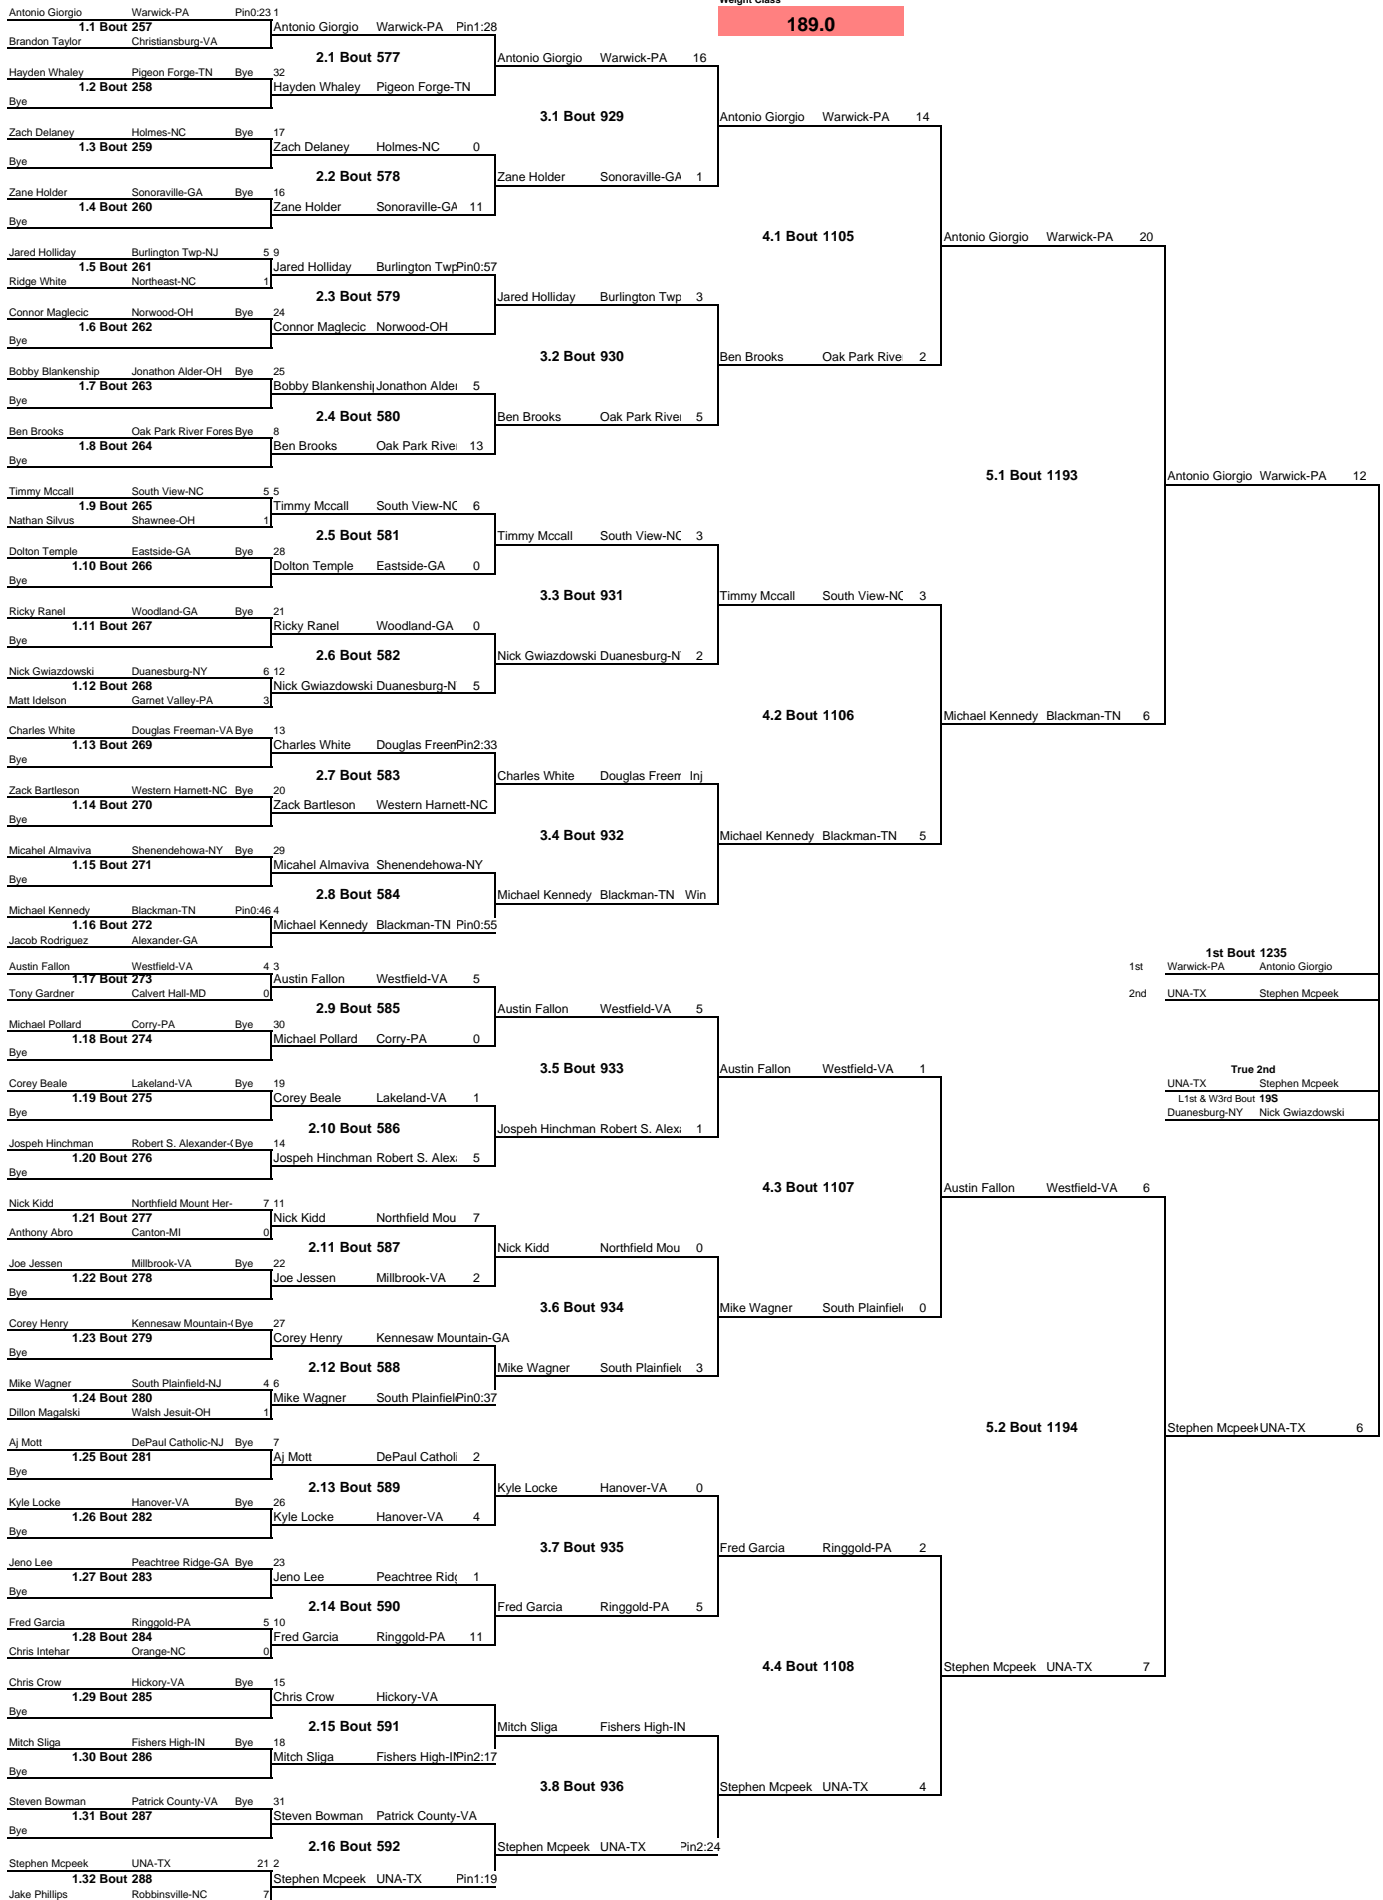 Weight Class
189.0
Antonio Giorgio Warwick-PA Pin0:23 1
1.1 Bout 257
Brandon Taylor Christiansburg-VA
Hayden Whaley Pigeon Forge-TN Bye 32
1.2 Bout 258
Bye
Zach Delaney Holmes-NC Bye 17
1.3 Bout 259
Bye
Zane Holder Sonoraville-GA Bye 16
1.4 Bout 260
Bye
Jared Holliday Burlington Twp-NJ 5 9
1.5 Bout 261
Ridge White Northeast-NC 1
Connor Maglecic Norwood-OH Bye 24
1.6 Bout 262
Bye
Bobby Blankenship Jonathon Alder-OH Bye 25
1.7 Bout 263
Bye
Ben Brooks Oak Park River Fores Bye 8
1.8 Bout 264
Bye
Timmy Mccall South View-NC 5 5
1.9 Bout 265
Nathan Silvus Shawnee-OH 1
Dolton Temple Eastside-GA Bye 28
1.10 Bout 266
Bye
Ricky Ranel Woodland-GA Bye 21
1.11 Bout 267
Bye
Nick Gwiazdowski Duanesburg-NY 6 12
1.12 Bout 268
Matt Idelson Garnet Valley-PA 3
Charles White Douglas Freeman-VA Bye 13
1.13 Bout 269
Bye
Zack Bartleson Western Harnett-NC Bye 20
1.14 Bout 270
Bye
Micahel Almaviva Shenendehowa-NY Bye 29
1.15 Bout 271
Bye
Michael Kennedy Blackman-TN Pin0:46 4
1.16 Bout 272
Jacob Rodriguez Alexander-GA
Austin Fallon Westfield-VA 4 3
1.17 Bout 273
Tony Gardner Calvert Hall-MD 0
Michael Pollard Corry-PA Bye 30
1.18 Bout 274
Bye
Corey Beale Lakeland-VA Bye 19
1.19 Bout 275
Bye
Jospeh Hinchman Robert S. Alexander-( Bye 14
1.20 Bout 276
Bye
Nick Kidd Northfield Mount Her- 7 11
1.21 Bout 277
Anthony Abro Canton-MI 0
Joe Jessen Millbrook-VA Bye 22
1.22 Bout 278
Bye
Corey Henry Kennesaw Mountain-( Bye 27
1.23 Bout 279
Bye
Mike Wagner South Plainfield-NJ 4 6
1.24 Bout 280
Dillon Magalski Walsh Jesuit-OH 1
Aj Mott DePaul Catholic-NJ Bye 7
1.25 Bout 281
Bye
Kyle Locke Hanover-VA Bye 26
1.26 Bout 282
Bye
Jeno Lee Peachtree Ridge-GA Bye 23
1.27 Bout 283
Bye
Fred Garcia Ringgold-PA 5 10
1.28 Bout 284
Chris Intehar Orange-NC 0
Chris Crow Hickory-VA Bye 15
1.29 Bout 285
Bye
Mitch Sliga Fishers High-IN Bye 18
1.30 Bout 286
Bye
Steven Bowman Patrick County-VA Bye 31
1.31 Bout 287
Bye
Stephen Mcpeek UNA-TX 21 2
1.32 Bout 288
Jake Phillips Robbinsville-NC 7
Antonio Giorgio Warwick-PA Pin1:28
2.1 Bout 577
Hayden Whaley Pigeon Forge-TN
Zach Delaney Holmes-NC 0
2.2 Bout 578
Zane Holder Sonoraville-GA 11
Jared Holliday Burlington Twp Pin0:57
2.3 Bout 579
Connor Maglecic Norwood-OH
Bobby Blankenship Jonathon Alder 5
2.4 Bout 580
Ben Brooks Oak Park River 13
Timmy Mccall South View-NC 6
2.5 Bout 581
Dolton Temple Eastside-GA 0
Ricky Ranel Woodland-GA 0
2.6 Bout 582
Nick Gwiazdowski Duanesburg-N 5
Charles White Douglas Freem Pin2:33
2.7 Bout 583
Zack Bartleson Western Harnett-NC
Micahel Almaviva Shenendehowa-NY
2.8 Bout 584
Michael Kennedy Blackman-TN Pin0:55
Austin Fallon Westfield-VA 5
2.9 Bout 585
Michael Pollard Corry-PA 0
Corey Beale Lakeland-VA 1
2.10 Bout 586
Jospeh Hinchman Robert S. Alexa 5
Nick Kidd Northfield Mou 7
2.11 Bout 587
Joe Jessen Millbrook-VA 2
Corey Henry Kennesaw Mountain-GA
2.12 Bout 588
Mike Wagner South Plainfiel Pin0:37
Aj Mott DePaul Catholi 2
2.13 Bout 589
Kyle Locke Hanover-VA 4
Jeno Lee Peachtree Ridg 1
2.14 Bout 590
Fred Garcia Ringgold-PA 11
Chris Crow Hickory-VA
2.15 Bout 591
Mitch Sliga Fishers High-IN Pin2:17
Steven Bowman Patrick County-VA
2.16 Bout 592
Stephen Mcpeek UNA-TX Pin1:19
Antonio Giorgio Warwick-PA 16
3.1 Bout 929
Zane Holder Sonoraville-GA 1
Jared Holliday Burlington Twp 3
3.2 Bout 930
Ben Brooks Oak Park River 5
Timmy Mccall South View-NC 3
3.3 Bout 931
Nick Gwiazdowski Duanesburg-N 2
Charles White Douglas Freem Inj
3.4 Bout 932
Michael Kennedy Blackman-TN Win
Austin Fallon Westfield-VA 5
3.5 Bout 933
Jospeh Hinchman Robert S. Alexa 1
Nick Kidd Northfield Mou 0
3.6 Bout 934
Mike Wagner South Plainfield 3
Kyle Locke Hanover-VA 0
3.7 Bout 935
Fred Garcia Ringgold-PA 5
Mitch Sliga Fishers High-IN
3.8 Bout 936
Stephen Mcpeek UNA-TX Pin2:24
Antonio Giorgio Warwick-PA 14
4.1 Bout 1105
Ben Brooks Oak Park Rive 2
Timmy Mccall South View-NC 3
4.2 Bout 1106
Michael Kennedy Blackman-TN 5
Austin Fallon Westfield-VA 1
4.3 Bout 1107
Mike Wagner South Plainfiel 0
Fred Garcia Ringgold-PA 2
4.4 Bout 1108
Stephen Mcpeek UNA-TX 4
Antonio Giorgio Warwick-PA 20
5.1 Bout 1193
Michael Kennedy Blackman-TN 6
Austin Fallon Westfield-VA 6
5.2 Bout 1194
Stephen Mcpeek UNA-TX 7
Antonio Giorgio Warwick-PA 12
1st Bout 1235
1st Warwick-PA Antonio Giorgio
2nd UNA-TX Stephen Mcpeek
True 2nd
UNA-TX Stephen Mcpeek
L1st & W3rd Bout 19S
Duanesburg-NY Nick Gwiazdowski
Stephen Mcpeek UNA-TX 6